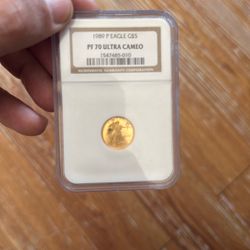 1989 P EAGLE G$5
PF 70 ULTRA CAMEO
NUMISMATIC GUARANTY CORPORATION